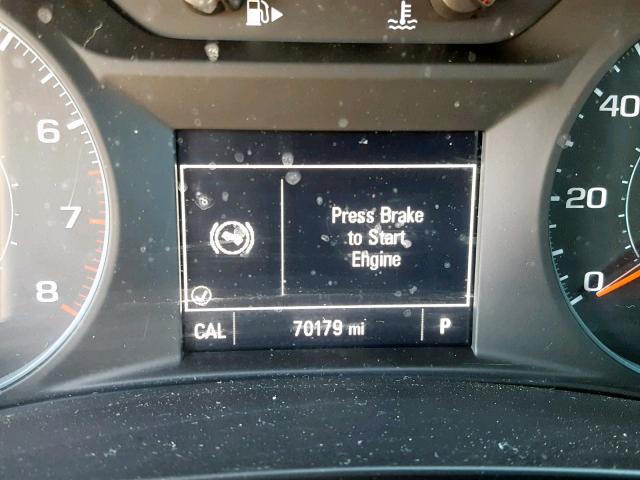 6
7
8
Press Brake
to Start
Engine
CAL 70179 mi P
40
20
0